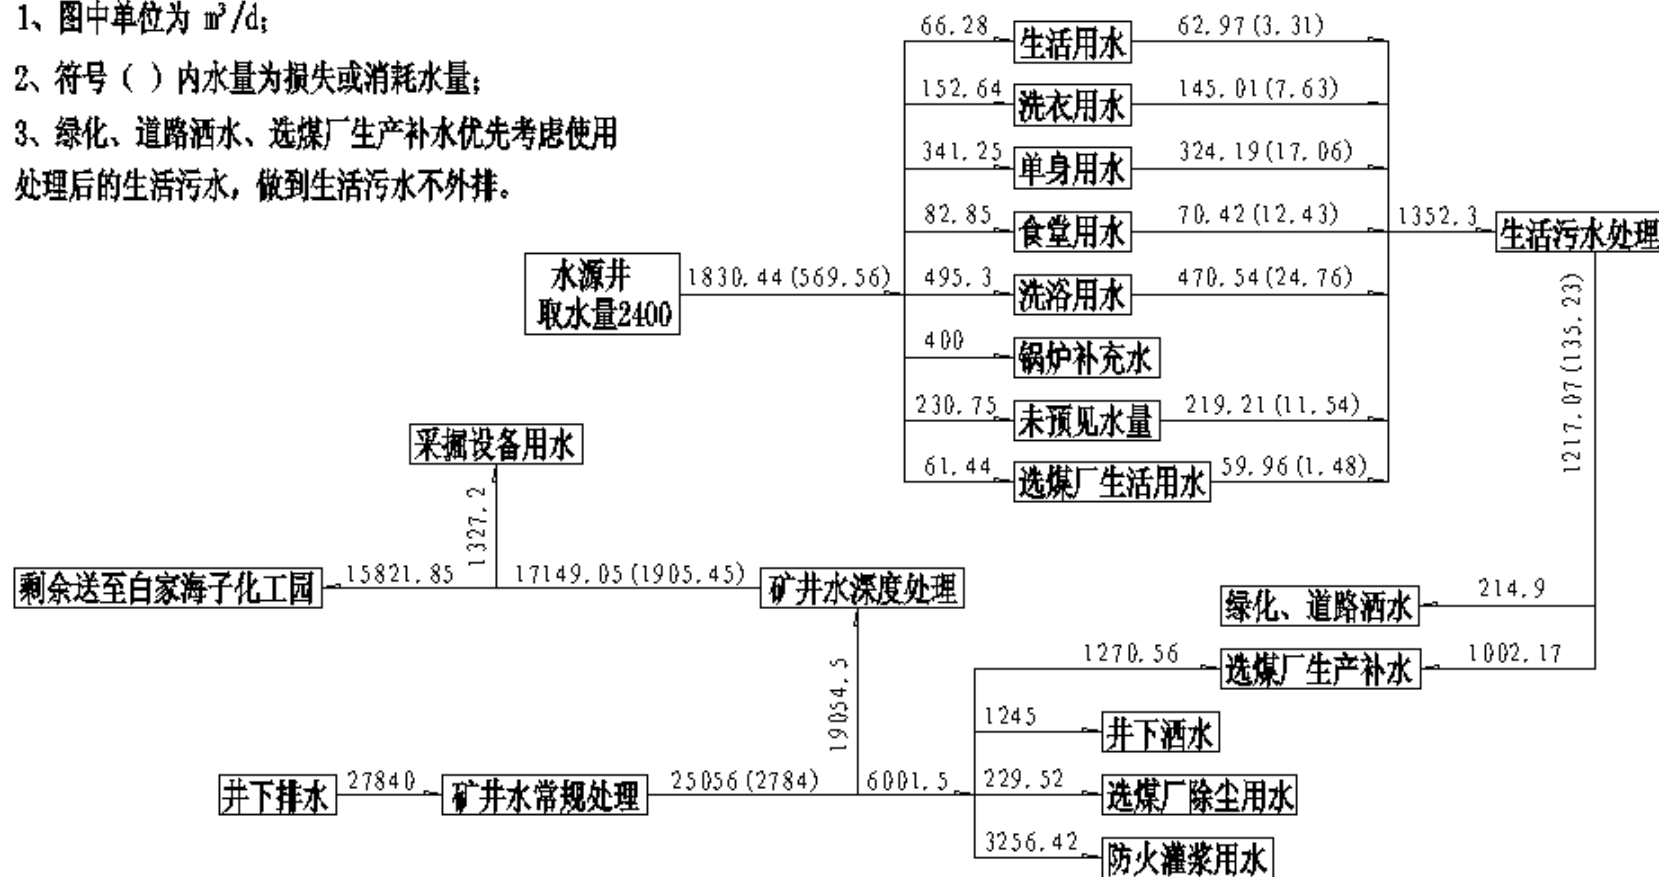 1、图中单位为 m³/d;
2、符号（ ）内水量为损失或消耗水量;
3、绿化、道路洒水、选煤厂生产补水优先考虑使用
处理后的生活污水，做到生活污水不外排。
66.28
生活用水
62.97(3.31)
152.64
洗衣用水
145.01(7.63)
341.25
单身用水
324.19(17.06)
82.85
食堂用水
70.42(12.43)
1352.3
生活污水处理
水源井
取水量2400
1830.44(569.56)
495.3
洗浴用水
470.54(24.76)
400
锅炉补充水
230.75
未预见水量
219.21(11.54)
61.44
选煤厂生活用水
59.96(1.48)
1217.07(135.23)
采掘设备用水
1327.2
剩余送至白家海子化工园
15821.85
17149.05(1905.45)
矿井水深度处理
绿化、道路洒水
214.9
1270.56
选煤厂生产补水
1002.17
19054.5
1245
井下洒水
井下排水
27840
矿井水常规处理
25056(2784)
6001.5
229.52
选煤厂除尘用水
3256.42
防火灌浆用水